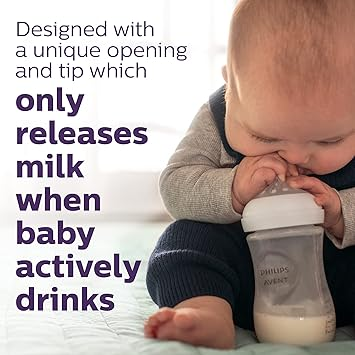 Designed with
a unique opening
and tip which
only
releases
milk
when
baby
actively
drinks
PHILIPS
AVENT